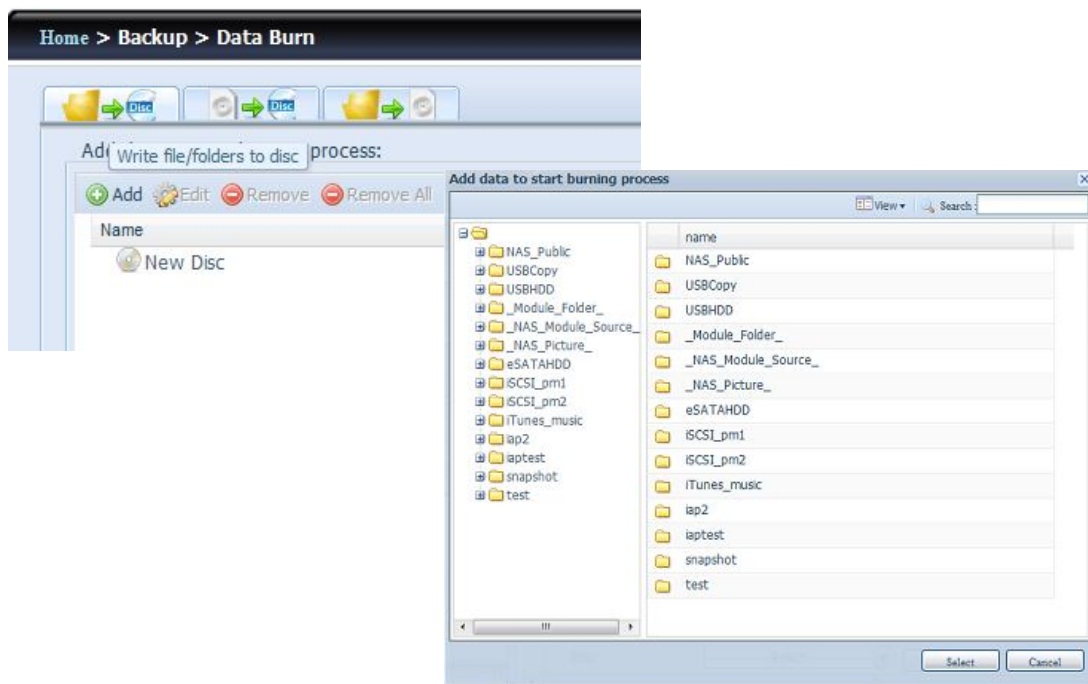 Home > Backup > Data Burn
Disc
Disc
Write file/folders to disc
process:
Add Edit Remove Remove All
Name
New Disc
Add data to start burning process
View Search :
NAS_Public
USBCopy
USBHDD
_Module_Folder_
_NAS_Module_Source_
_NAS_Picture_
eSATAHDD
iSCSI_pm1
iSCSI_pm2
iTunes_music
iap2
iaptest
snapshot
test
name
NAS_Public
USBCopy
USBHDD
_Module_Folder_
_NAS_Module_Source_
_NAS_Picture_
eSATAHDD
iSCSI_pm1
iSCSI_pm2
iTunes_music
iap2
iaptest
snapshot
test
Select Cancel